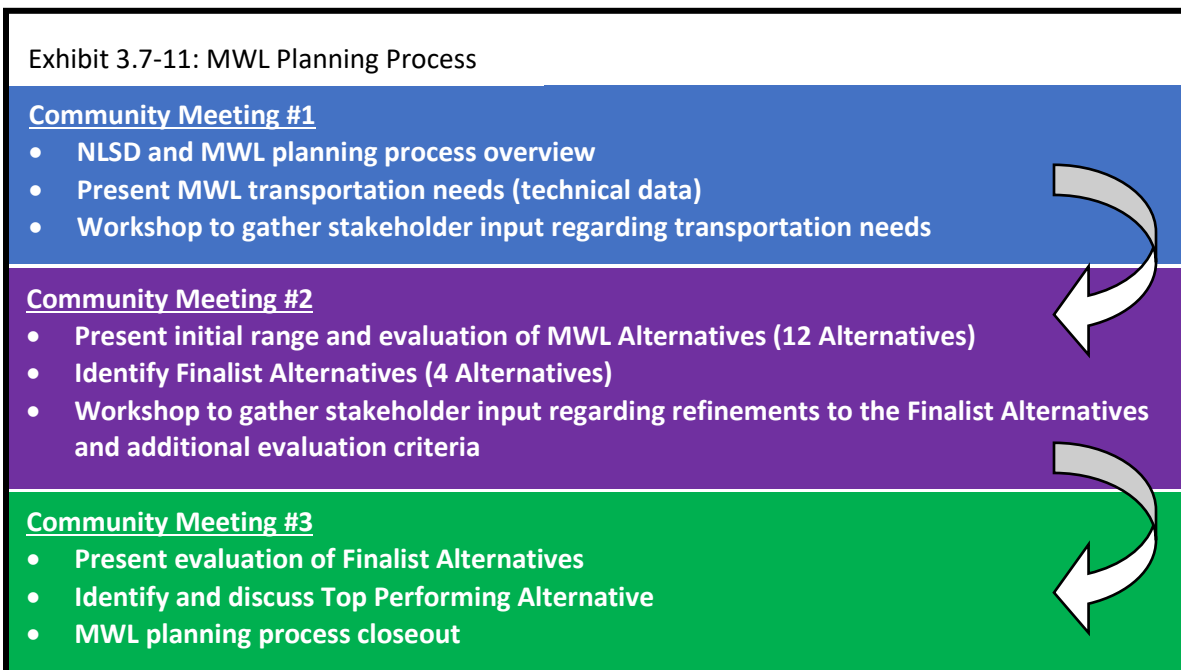 Exhibit 3.7-11: MWL Planning Process
Community Meeting #1
• NLSD and MWL planning process overview
• Present MWL transportation needs (technical data)
• Workshop to gather stakeholder input regarding transportation needs
Community Meeting #2
• Present initial range and evaluation of MWL Alternatives (12 Alternatives)
• Identify Finalist Alternatives (4 Alternatives)
• Workshop to gather stakeholder input regarding refinements to the Finalist Alternatives
and additional evaluation criteria
Community Meeting #3
• Present evaluation of Finalist Alternatives
• Identify and discuss Top Performing Alternative
• MWL planning process closeout